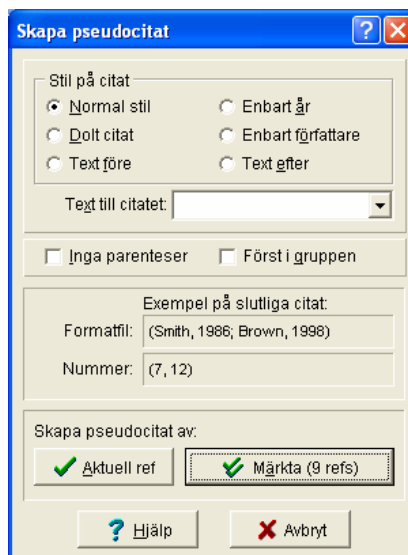 Skapa pseudocitat
Stil på citat
Normal stil Enbart år
Dolt citat Enbart författare
Text före Text efter
Text till citatet:
Inga parenteser Först i gruppen
Exempel på slutliga citat:
Formatfil: (Smith, 1986; Brown, 1998)
Nummer: (7, 12)
Skapa pseudocitat av:
Aktuell ref Märkta (9 refs)
? Hjälp Avbryt